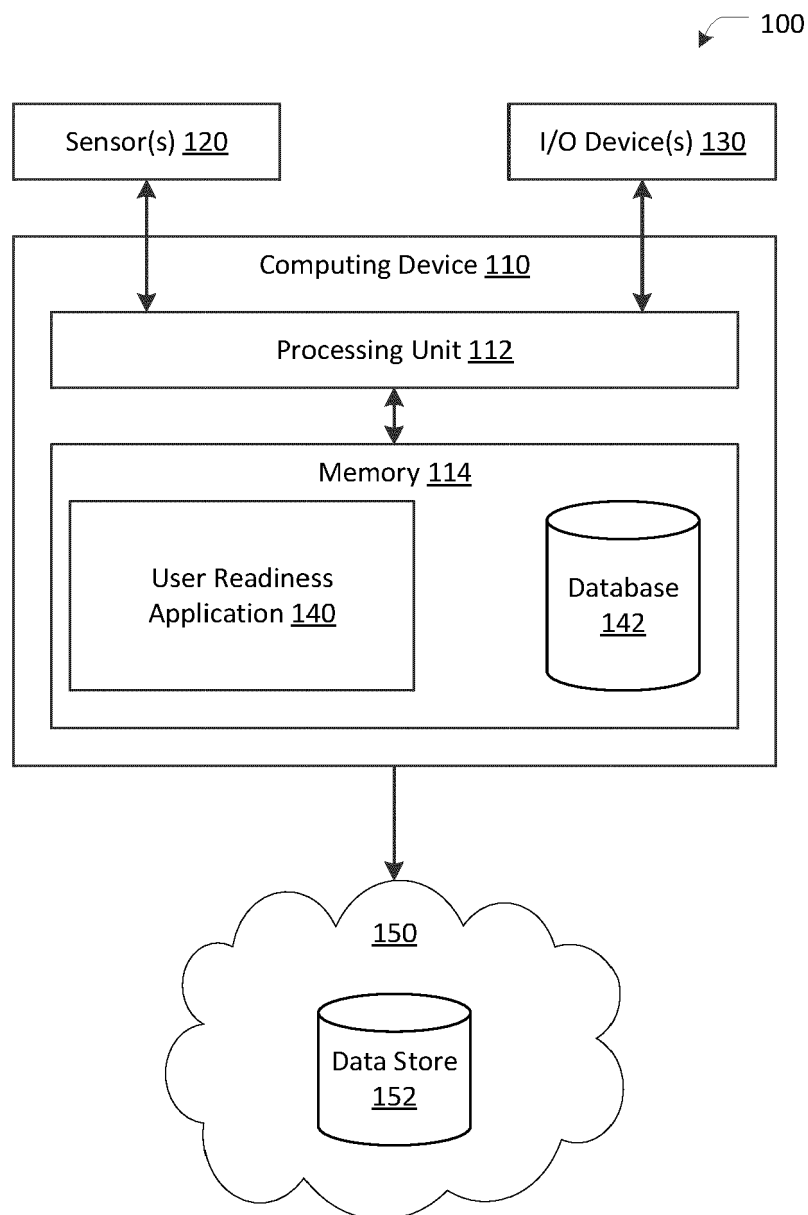 100
Sensor(s) 120
I/O Device(s) 130
Computing Device 110
Processing Unit 112
Memory 114
User Readiness
Application 140
Database
142
150
Data Store
152